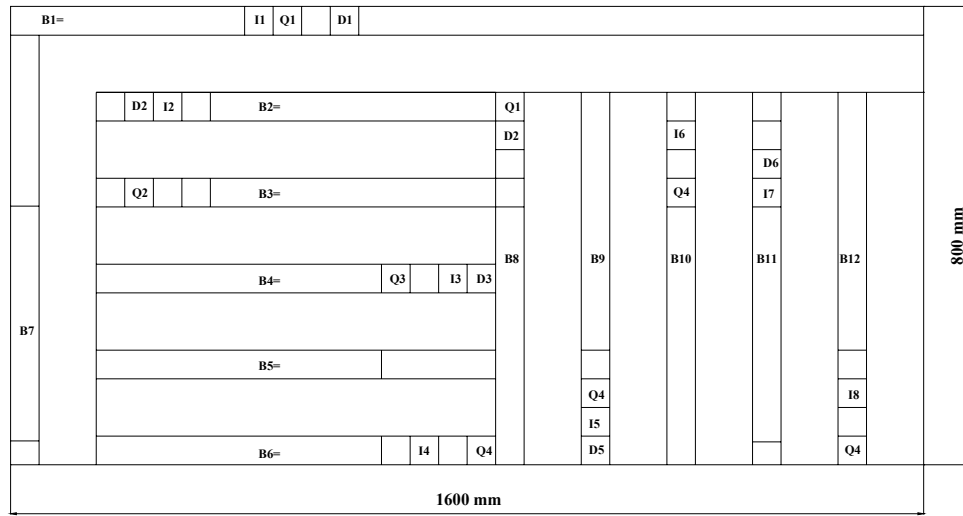 B1= I1 Q1 D1
D2 I2 B2= Q1
D2 I6
D6
Q2 B3= Q4 I7
800 mm
B8 B9 B10 B11 B12
B4= Q3 I3 D3
B7
B5=
Q4 I8
I5
B6= I4 Q4 D5 Q4
1600 mm